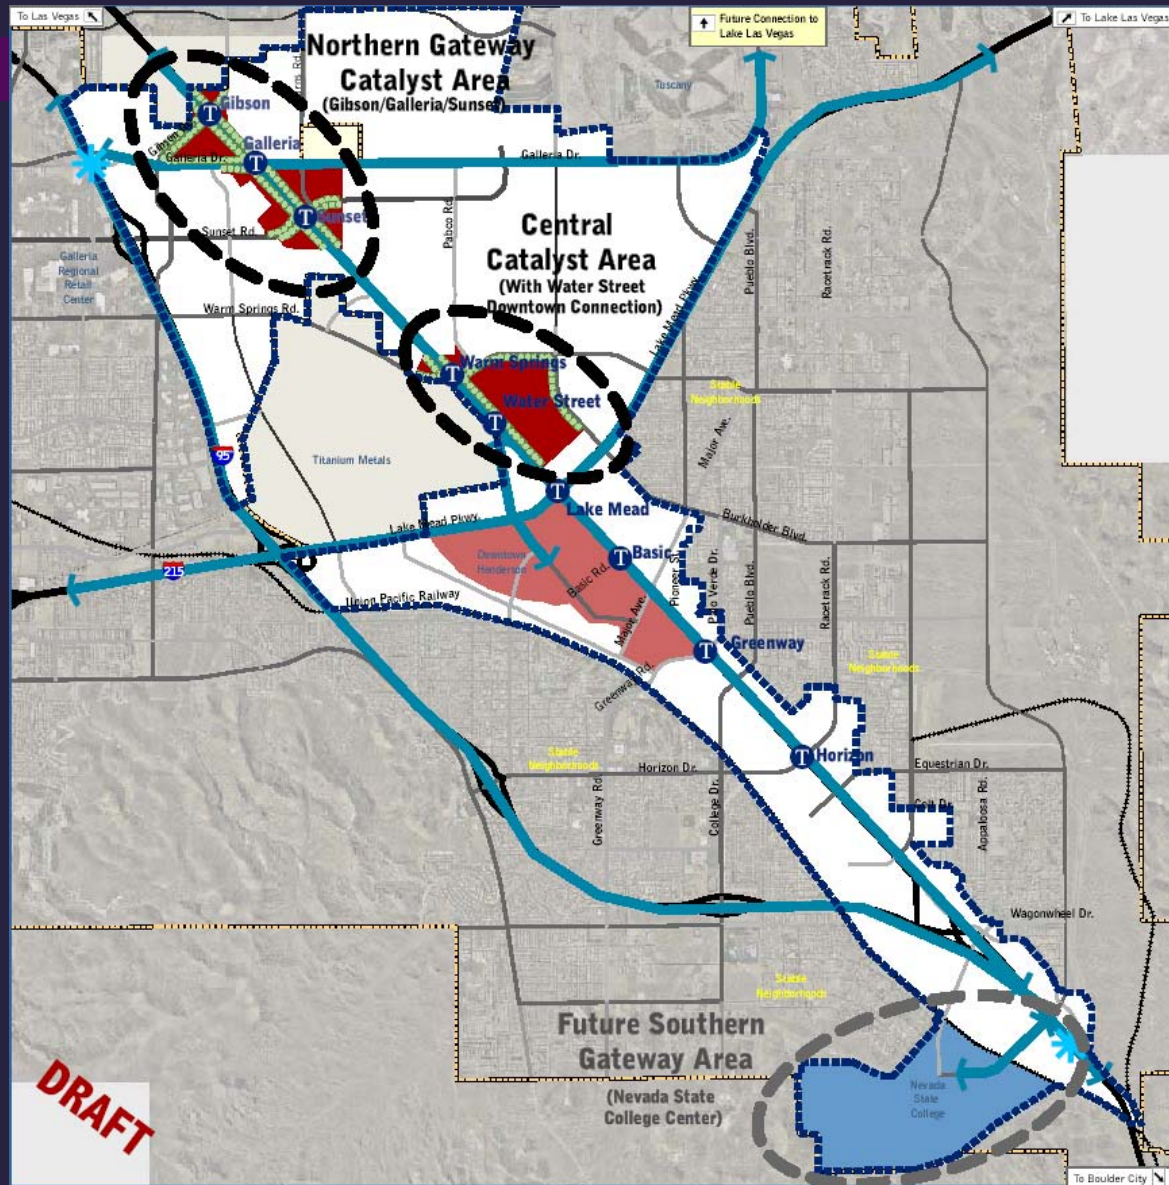 To Las Vegas
Future Connection to
Lake Las Vegas
To Lake Las Vegas
Northern Gateway
Catalyst Area
(Gibson/Galleria/Sunset)
Tuscany
T
Gibson
Gibson
Galleria
T
Galleria Dr.
Galleria Dr.
T
Sunset
Sunset Rd.
Pabco Rd.
Central
Catalyst Area
(With Water Street
Downtown Connection)
Pueblo Blvd.
Racetrack Rd.
Galleria
Regional
Retail
Center
Warm Springs Rd.
Lake Mead Pkwy.
T
Warm Springs
Water Street
T
Stable
Neighborhoods
Major Ave.
95
Titanium Metals
T
Lake Mead
Lake Mead Pkwy.
Burkholder Blvd.
Downtown
Henderson
T
Basic
Basic Rd.
Pioneer St.
Palo Verde Dr.
Pueblo Blvd.
Racetrack Rd.
215
Union Pacific Railway
Major Ave.
T
Greenway
Stable
Neighborhoods
Greenway Rd.
Stable
Neighborhoods
T
Horizon
Horizon Dr.
Equestrian Dr.
Greenway Rd.
College Dr.
Coit Dr.
Appaloosa Rd.
Wagonwheel Dr.
Stable
Neighborhoods
Future Southern
Gateway Area
(Nevada State
College Center)
Nevada
State
College
DRAFT
To Boulder City